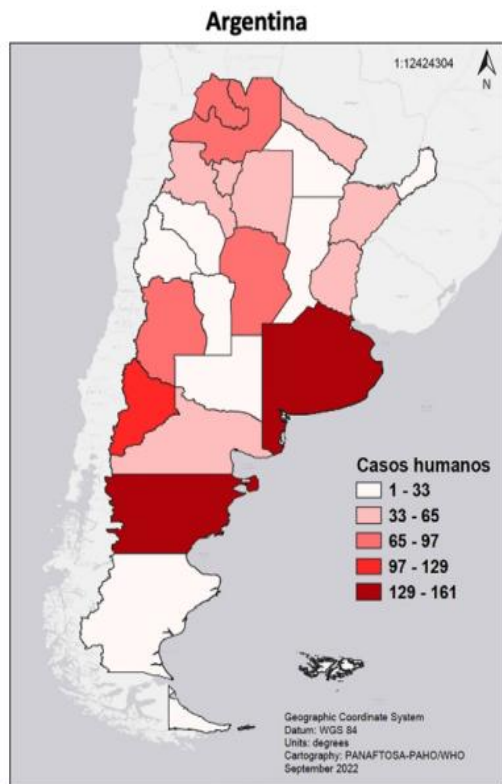 Argentina
1:12424304
N
Casos humanos
1 - 33
33 - 65
65 - 97
97 - 129
129 - 161
Geographic Coordinate System
Datum: WGS 84
Units: degrees
Cartography: PANAFTOSA-PAHO/WHO
September 2022